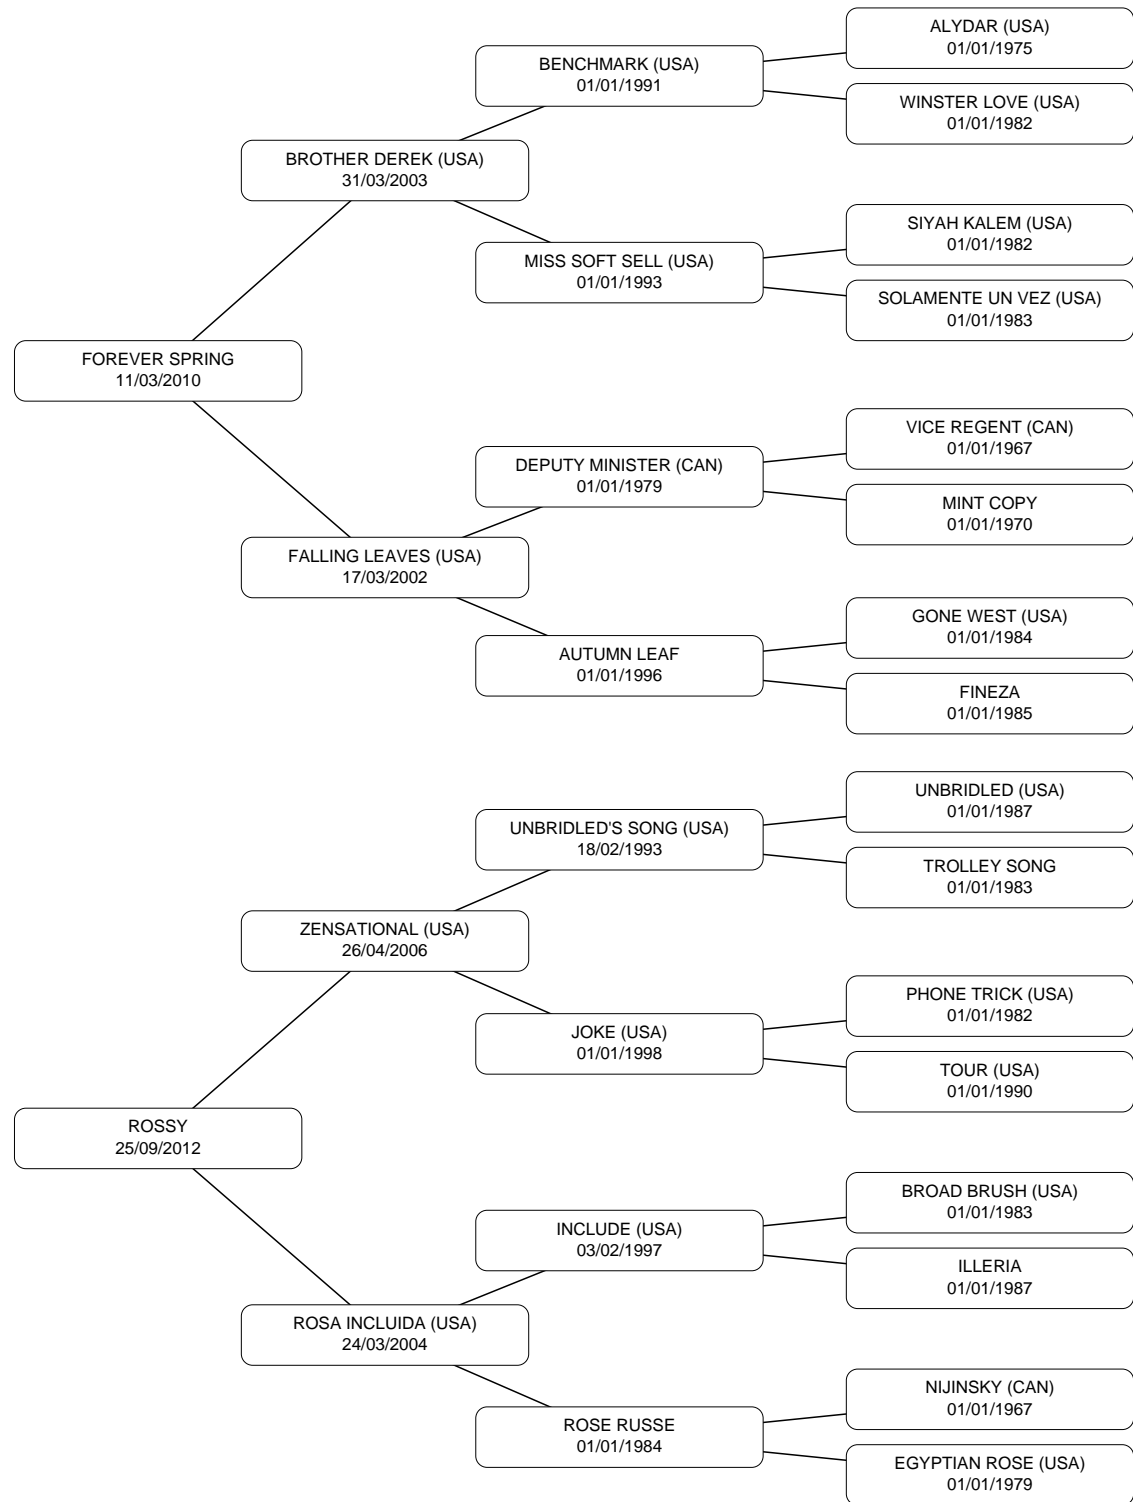 ALYDAR (USA)
01/01/1975
BENCHMARK (USA)
01/01/1991
WINSTER LOVE (USA)
01/01/1982
BROTHER DEREK (USA)
31/03/2003
SIYAH KALEM (USA)
01/01/1982
MISS SOFT SELL (USA)
01/01/1993
SOLAMENTE UN VEZ (USA)
01/01/1983
FOREVER SPRING
11/03/2010
VICE REGENT (CAN)
01/01/1967
DEPUTY MINISTER (CAN)
01/01/1979
MINT COPY
01/01/1970
FALLING LEAVES (USA)
17/03/2002
GONE WEST (USA)
01/01/1984
AUTUMN LEAF
01/01/1996
FINEZA
01/01/1985
UNBRIDLED (USA)
01/01/1987
UNBRIDLED'S SONG (USA)
18/02/1993
TROLLEY SONG
01/01/1983
ZENSATIONAL (USA)
26/04/2006
PHONE TRICK (USA)
01/01/1982
JOKE (USA)
01/01/1998
TOUR (USA)
01/01/1990
ROSSY
25/09/2012
BROAD BRUSH (USA)
01/01/1983
INCLUDE (USA)
03/02/1997
ILLERIA
01/01/1987
ROSA INCLUIDA (USA)
24/03/2004
NIJINSKY (CAN)
01/01/1967
ROSE RUSSE
01/01/1984
EGYPTIAN ROSE (USA)
01/01/1979